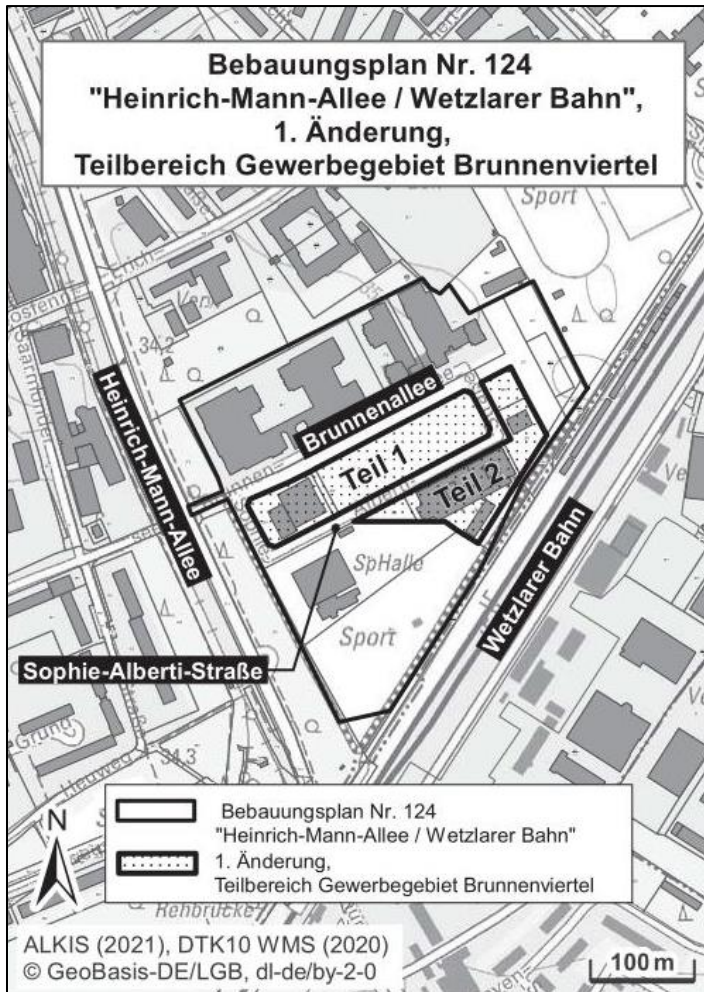 Bebauungsplan Nr. 124
"Heinrich-Mann-Allee / Wetzlarer Bahn",
1. Änderung,
Teilbereich Gewerbegebiet Brunnenviertel
Sport
34,2
Heinrich-Mann-Allee
Brunnenallee
Teil 1
Teil 2
SpHalle
Sport
Wetzlarer Bahn
Sophie-Alberti-Straße
34,3
Heuweg
N
Bebauungsplan Nr. 124
"Heinrich-Mann-Allee / Wetzlarer Bahn"
1. Änderung,
Teilbereich Gewerbegebiet Brunnenviertel
Rehbrücke
ALKIS (2021), DTK10 WMS (2020)
© GeoBasis-DE/LGB, dl-de/by-2-0
100 m